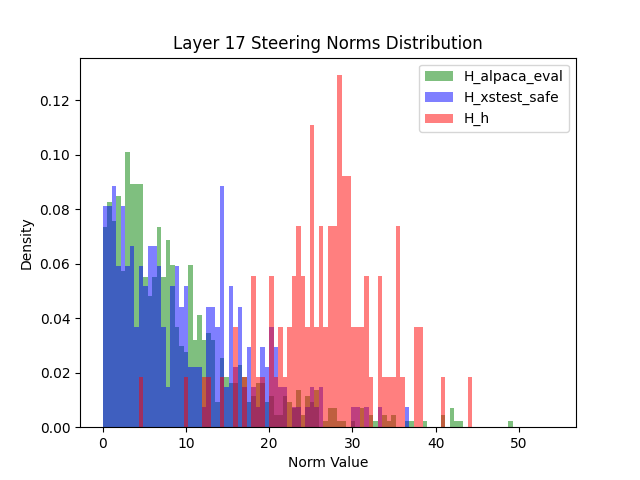 Layer 17 Steering Norms Distribution
H_alpaca_eval
H_xstest_safe
H_h
0.12
0.10
0.08
0.06
0.04
0.02
0.00
Density
0 10 20 30 40 50
Norm Value